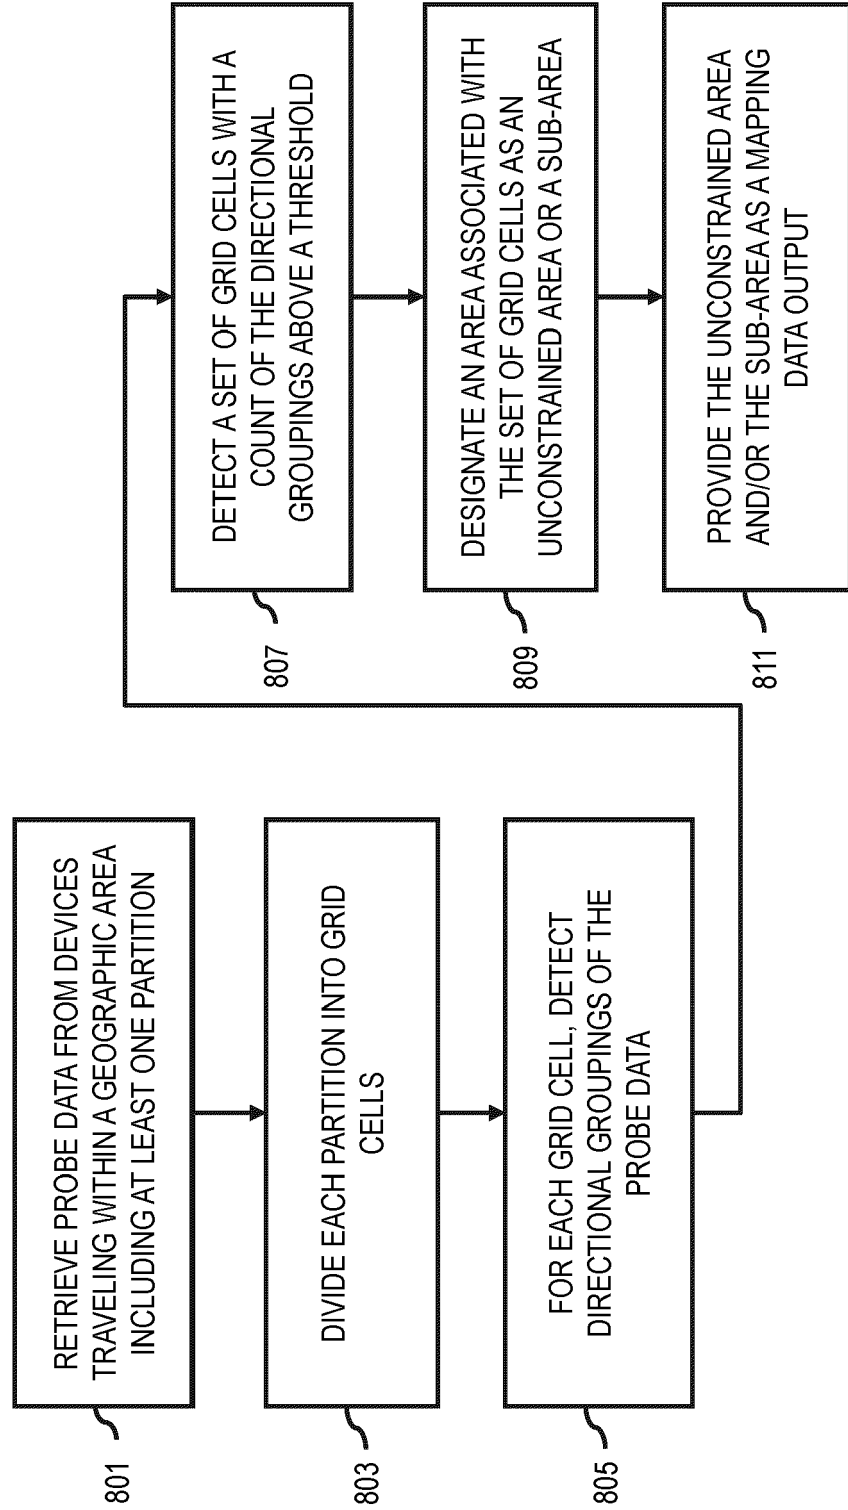 801
RETRIEVE PROBE DATA FROM DEVICES
TRAVELING WITHIN A GEOGRAPHIC AREA
INCLUDING AT LEAST ONE PARTITION
803
DIVIDE EACH PARTITION INTO GRID
CELLS
805
FOR EACH GRID CELL, DETECT
DIRECTIONAL GROUPINGS OF THE
PROBE DATA
807
DETECT A SET OF GRID CELLS WITH A
COUNT OF THE DIRECTIONAL
GROUPINGS ABOVE A THRESHOLD
809
DESIGNATE AN AREA ASSOCIATED WITH
THE SET OF GRID CELLS AS AN
UNCONSTRAINED AREA OR A SUB-AREA
811
PROVIDE THE UNCONSTRAINED AREA
AND/OR THE SUB-AREA AS A MAPPING
DATA OUTPUT